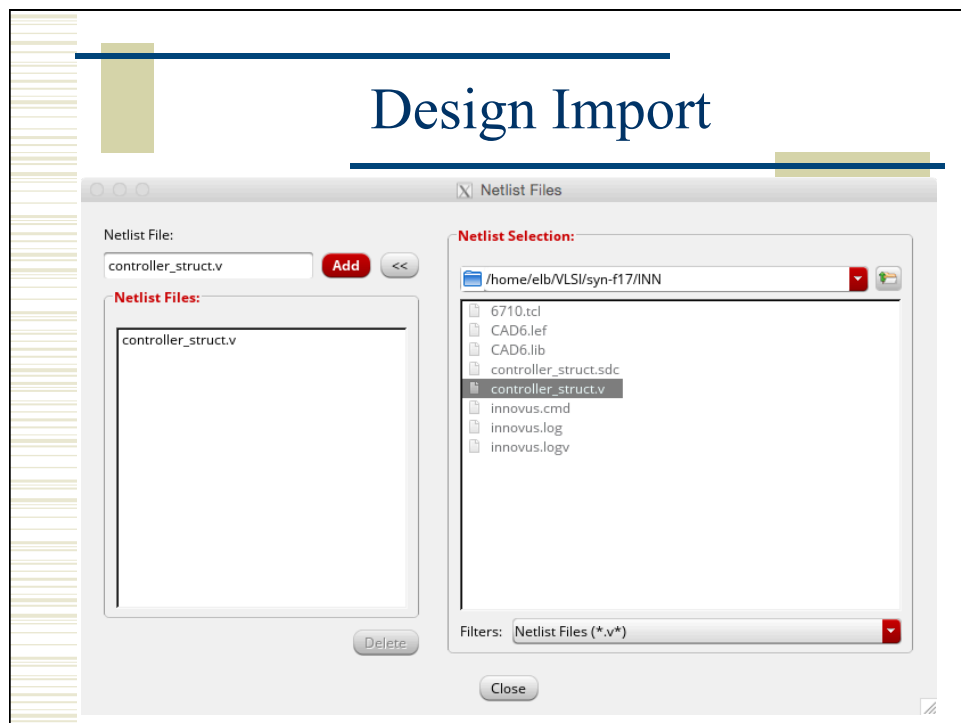 Design Import
Netlist Files
Netlist File:
controller_struct.v
Add
<<
Netlist Files:
controller_struct.v
Delete
Netlist Selection:
/home/elb/VLSI/syn-f17/INN
6710.tcl
CAD6.lef
CAD6.lib
controller_struct.sdc
controller_struct.v
innovus.cmd
innovus.log
innovus.logv
Filters: Netlist Files (*.v*)
Close